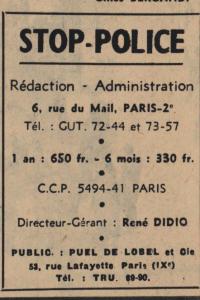 STOP-POLICE
Rédaction - Administration
6, rue du Mail, PARIS-2e
Tél. : GUT. 72-44 et 73-57
1 an : 650 fr. - 6 mois : 330 fr.
C.C.P. 5494-41 PARIS
Directeur-Gérant : René DIDIO
PUBLIC. : PUEL DE LOBEL et Cie
53, rue Lafayette Paris (IXe)
Tél. : TRU. 89-90.